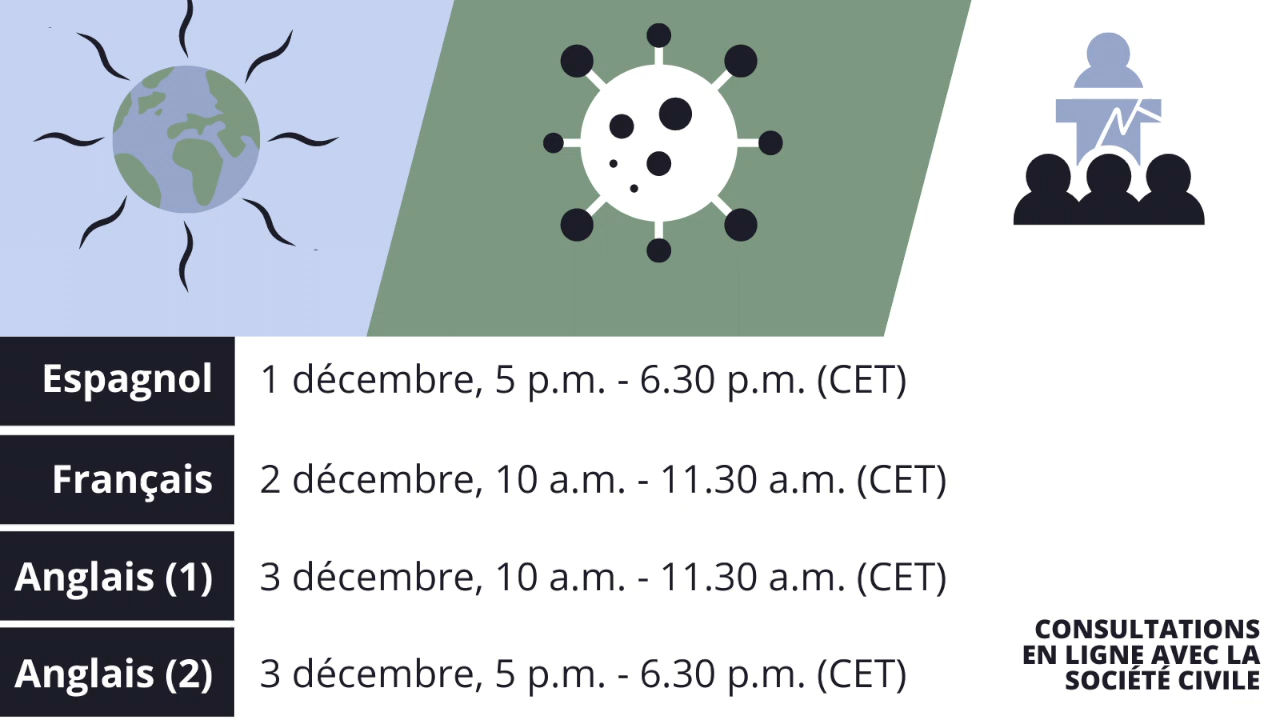 Espagnol 1 décembre, 5 p.m. - 6.30 p.m. (CET)
Français 2 décembre, 10 a.m. - 11.30 a.m. (CET)
Anglais (1) 3 décembre, 10 a.m. - 11.30 a.m. (CET)
Anglais (2) 3 décembre, 5 p.m. - 6.30 p.m. (CET)
CONSULTATIONS
EN LIGNE AVEC LA
SOCIÉTÉ CIVILE